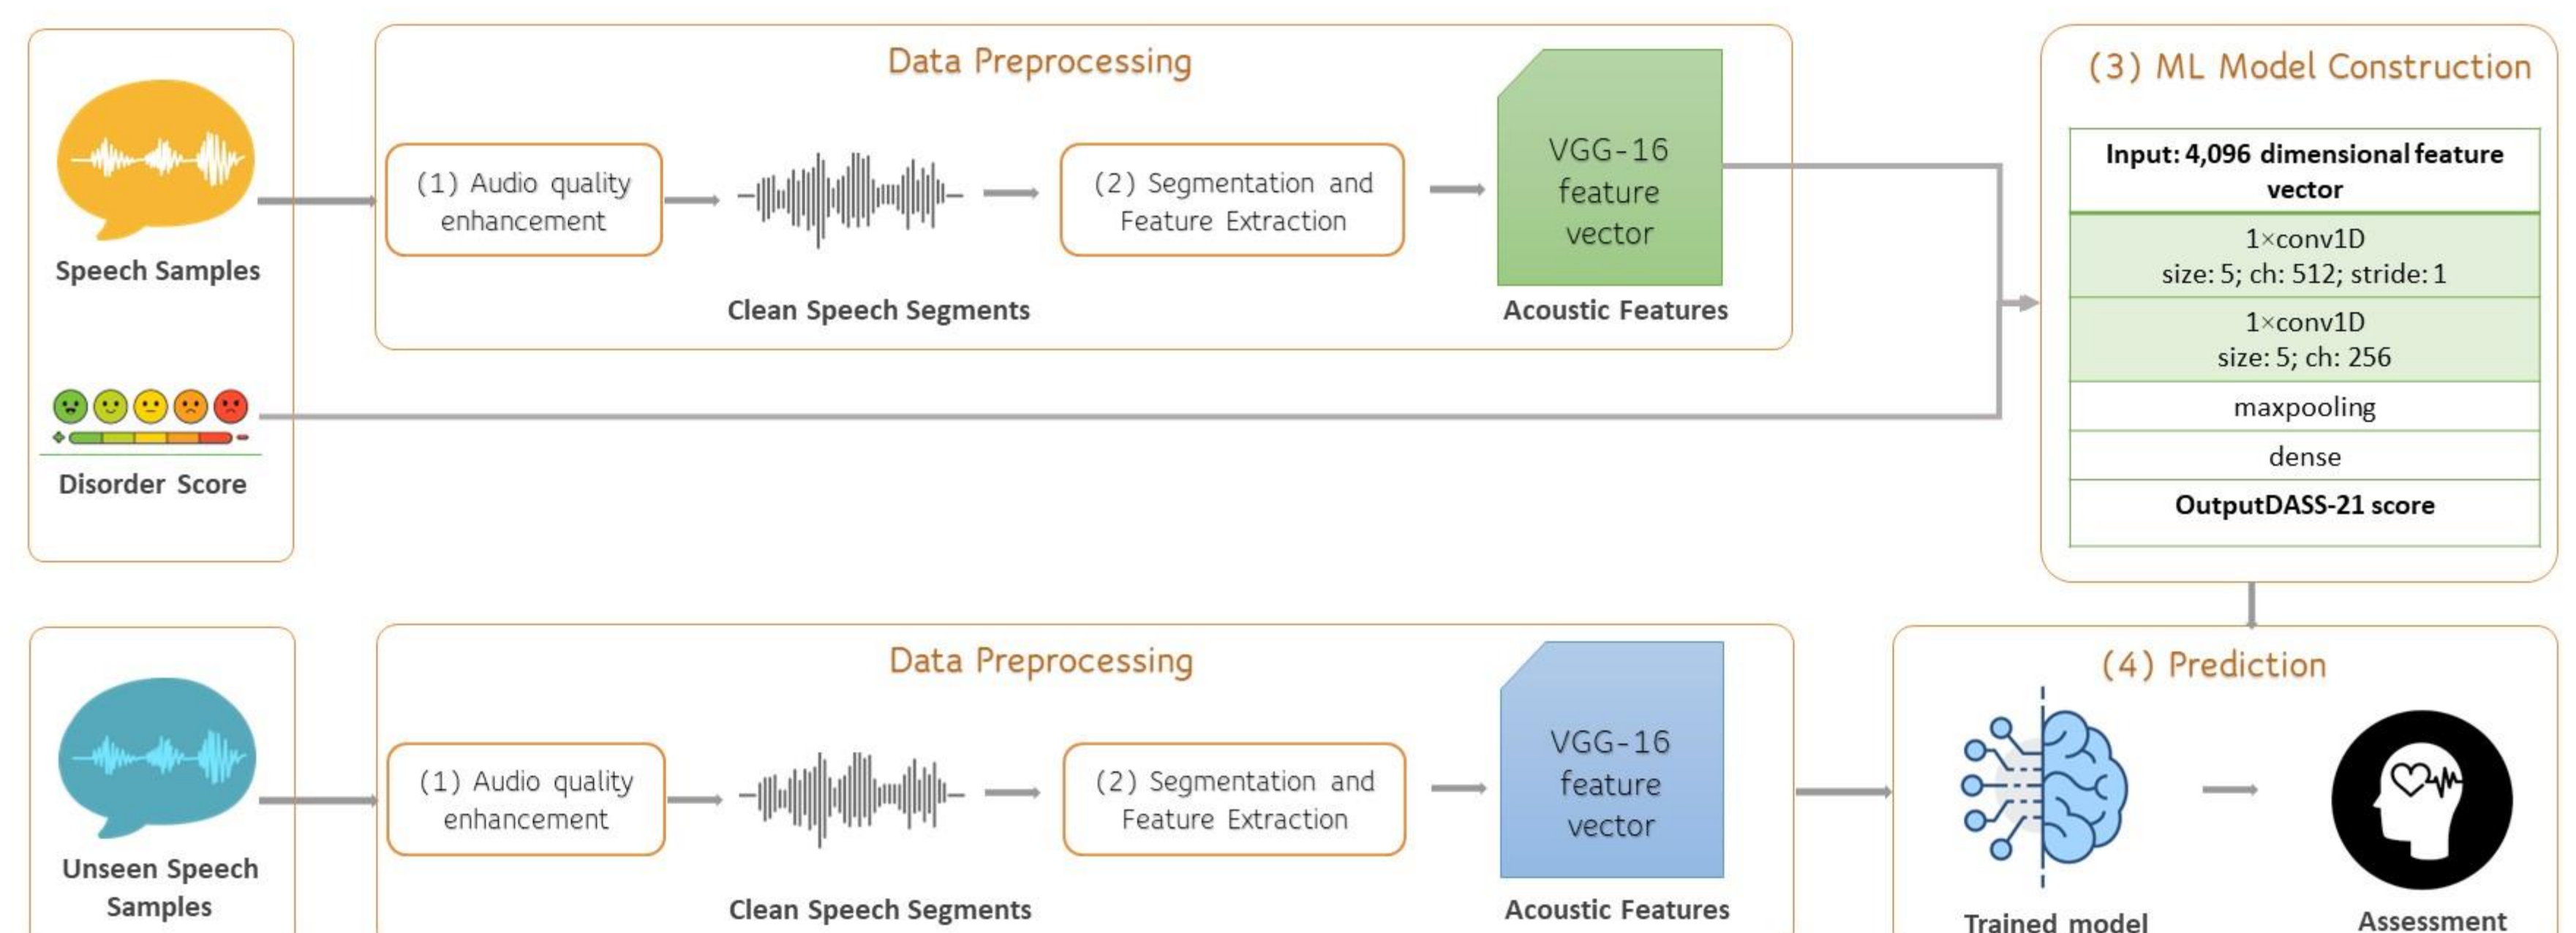 Data Preprocessing
(3) ML Model Construction
Speech Samples
(1) Audio quality
enhancement
Clean Speech Segments
(2) Segmentation and
Feature Extraction
VGG-16
feature
vector
Acoustic Features
Disorder Score
Input: 4,096 dimensional feature
vector
1×conv1D
size: 5; ch: 512; stride: 1
1×conv1D
size: 5; ch: 256
maxpooling
dense
OutputDASS-21 score
Data Preprocessing
(4) Prediction
Unseen Speech
Samples
(1) Audio quality
enhancement
Clean Speech Segments
(2) Segmentation and
Feature Extraction
VGG-16
feature
vector
Acoustic Features
Trained model
Assessment